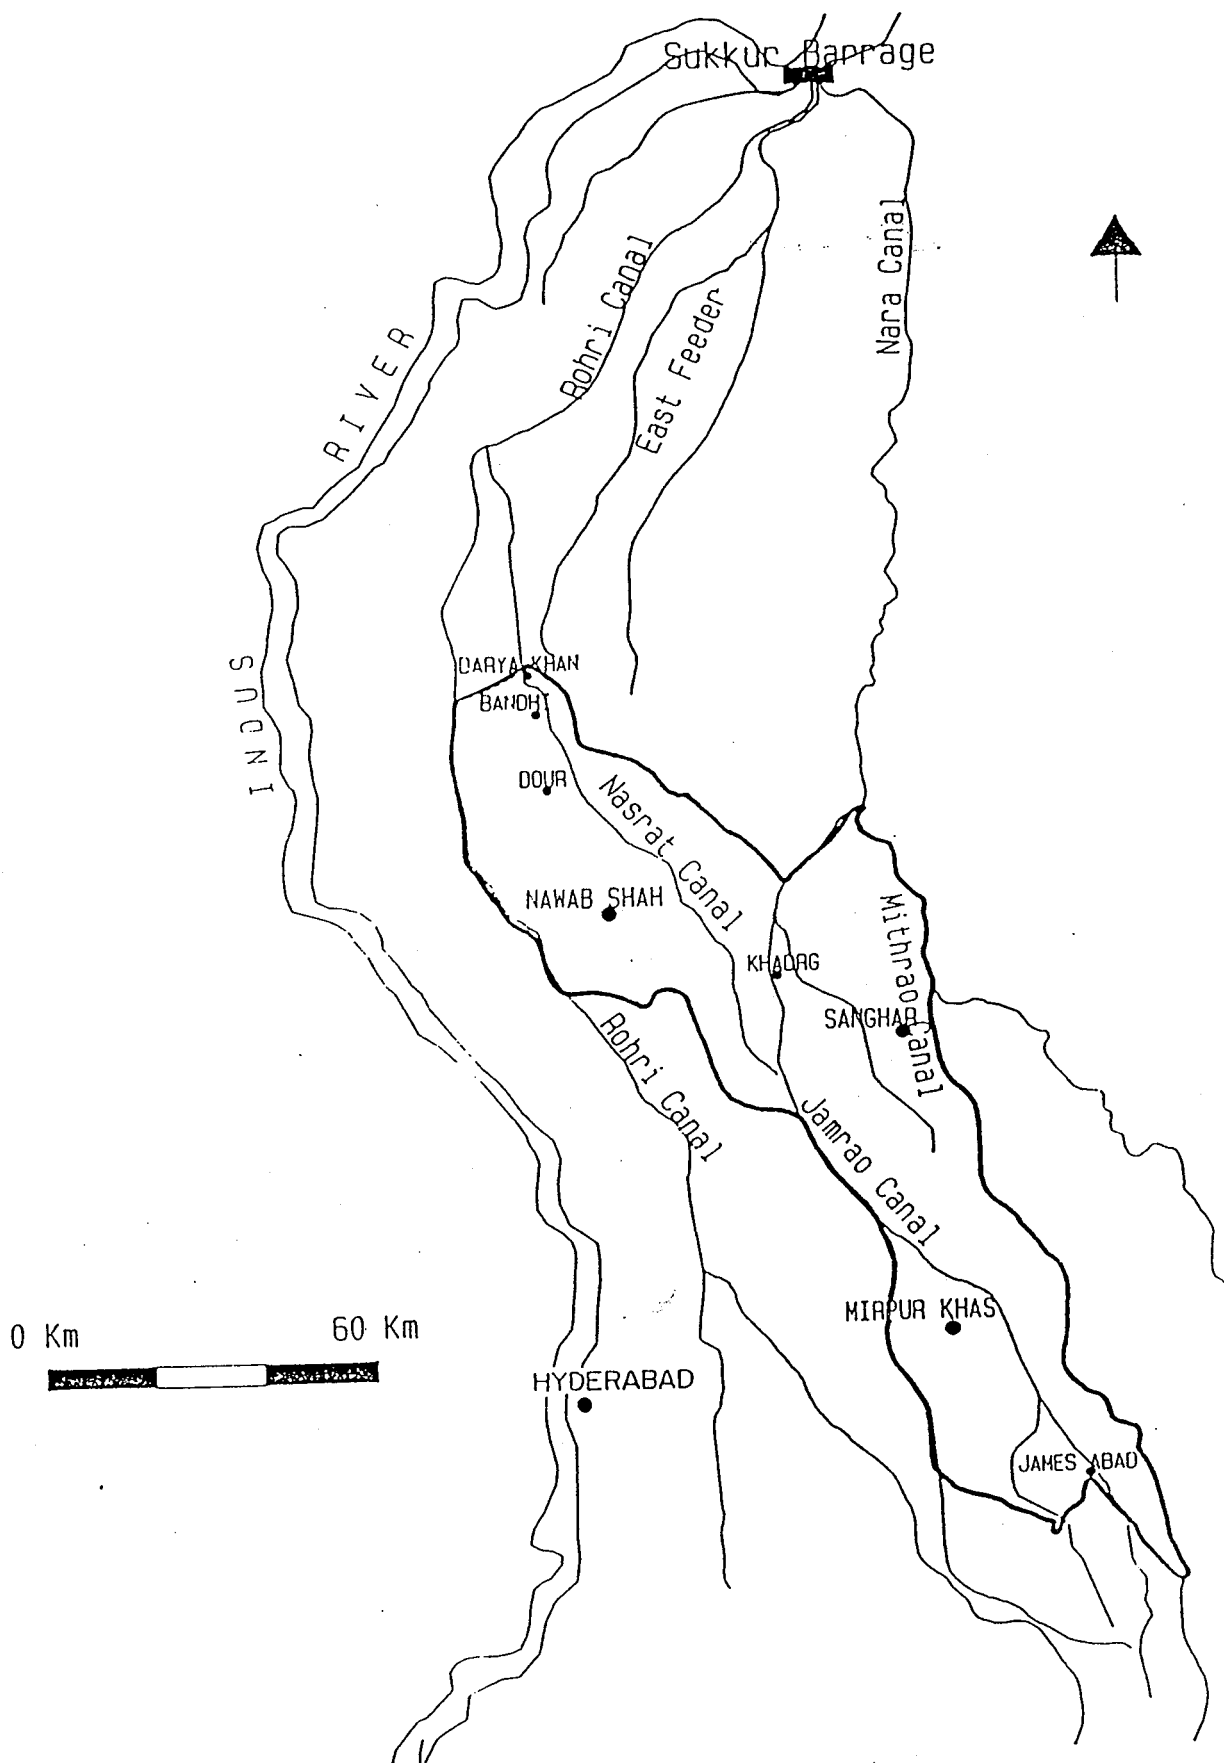 Sukkur Barrage
Nara Canal
Rohri Canal
East Feeder
RIVER
INDUS
DARYA KHAN
BANDHI
DOUR
Nasrat Canal
NAWAB SHAH
Mithrao Canal
KHADRG
SANGHAR
Rohri Canal
Jamrao Canal
MIRPUR KHAS
0 Km
60 Km
HYDERABAD
JAMES ABAD